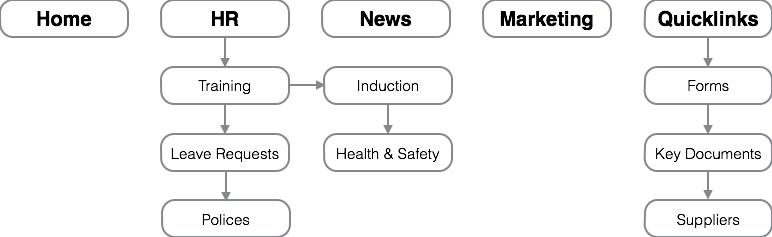 Home
HR
News
Marketing
Quicklinks
Training
Induction
Forms
Leave Requests
Health & Safety
Key Documents
Polices
Suppliers